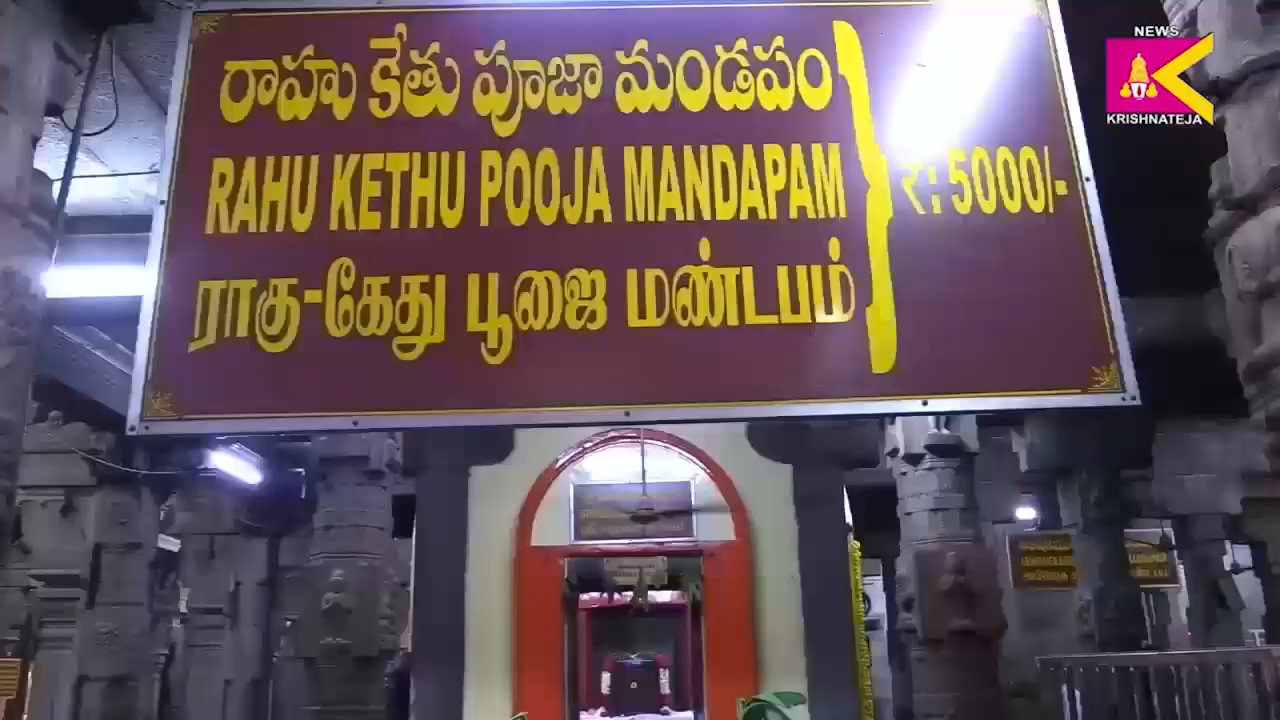 రాహు కేతు పూజా మండపం
RAHU KETHU POOJA MANDAPAM
₹: 5000/-
ராகு-கேது பூஜை மண்டபம்
NEWS
KRISHNATEJA